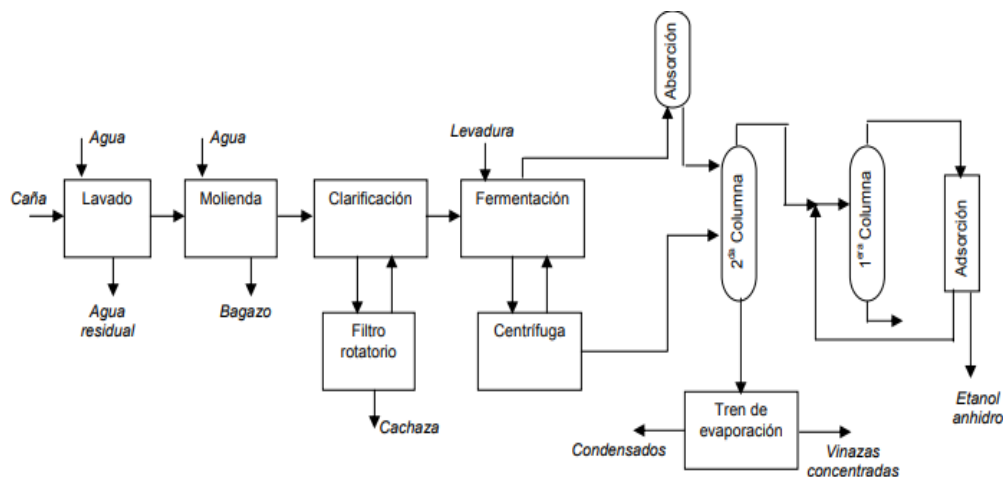 Absorción
Levadura
Agua
Agua
Caña
Lavado
Molienda
Clarificación
Fermentación
2da Columna
1era Columna
Adsorción
Agua
residual
Bagazo
Filtro
rotatorio
Centrífuga
Cachaza
Tren de
evaporación
Condensados
Vinazas
concentradas
Etanol
anhidro